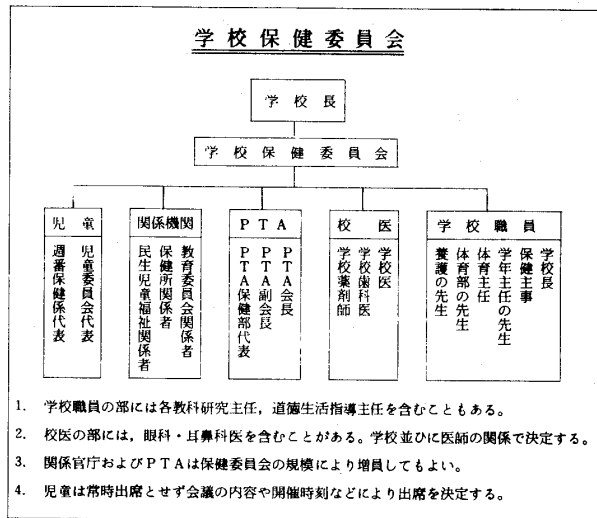 学校保健委員会
学校長
学校保健委員会
児童
児童委員会代表
週番保健係代表
関係機関
教育委員会関係者
保健所関係者
民生児童福祉関係者
PTA
PTA会長
PTA副会長
PTA保健部代表
校医
学校医
学校歯科医
学校薬剤師
学校職員
学校長
保健主事
学年主任の先生
体育主任
体育部の先生
養護の先生
1. 学校職員の部には各教科研究主任，道徳生活指導主任を含むこともある。
2. 校医の部には，眼科・耳鼻科医を含むことがある。学校並びに医師の関係で決定する。
3. 関係官庁およびPTAは保健委員会の規模により増員してもよい。
4. 児童は常時出席とせず会議の内容や開催時刻などにより出席を決定する。